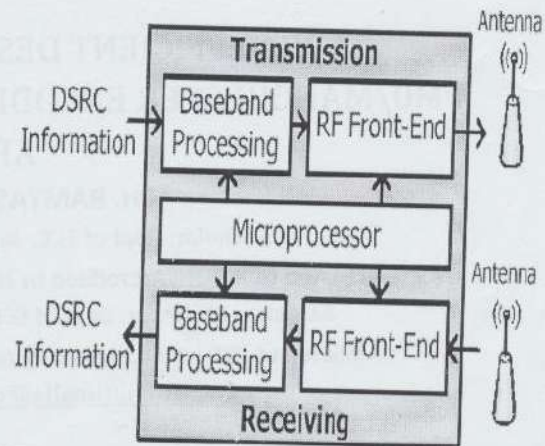 Antenna
Transmission
DSRC
Information
Baseband
Processing
RF Front-End
Microprocessor
Antenna
DSRC
Information
Baseband
Processing
RF Front-End
Receiving